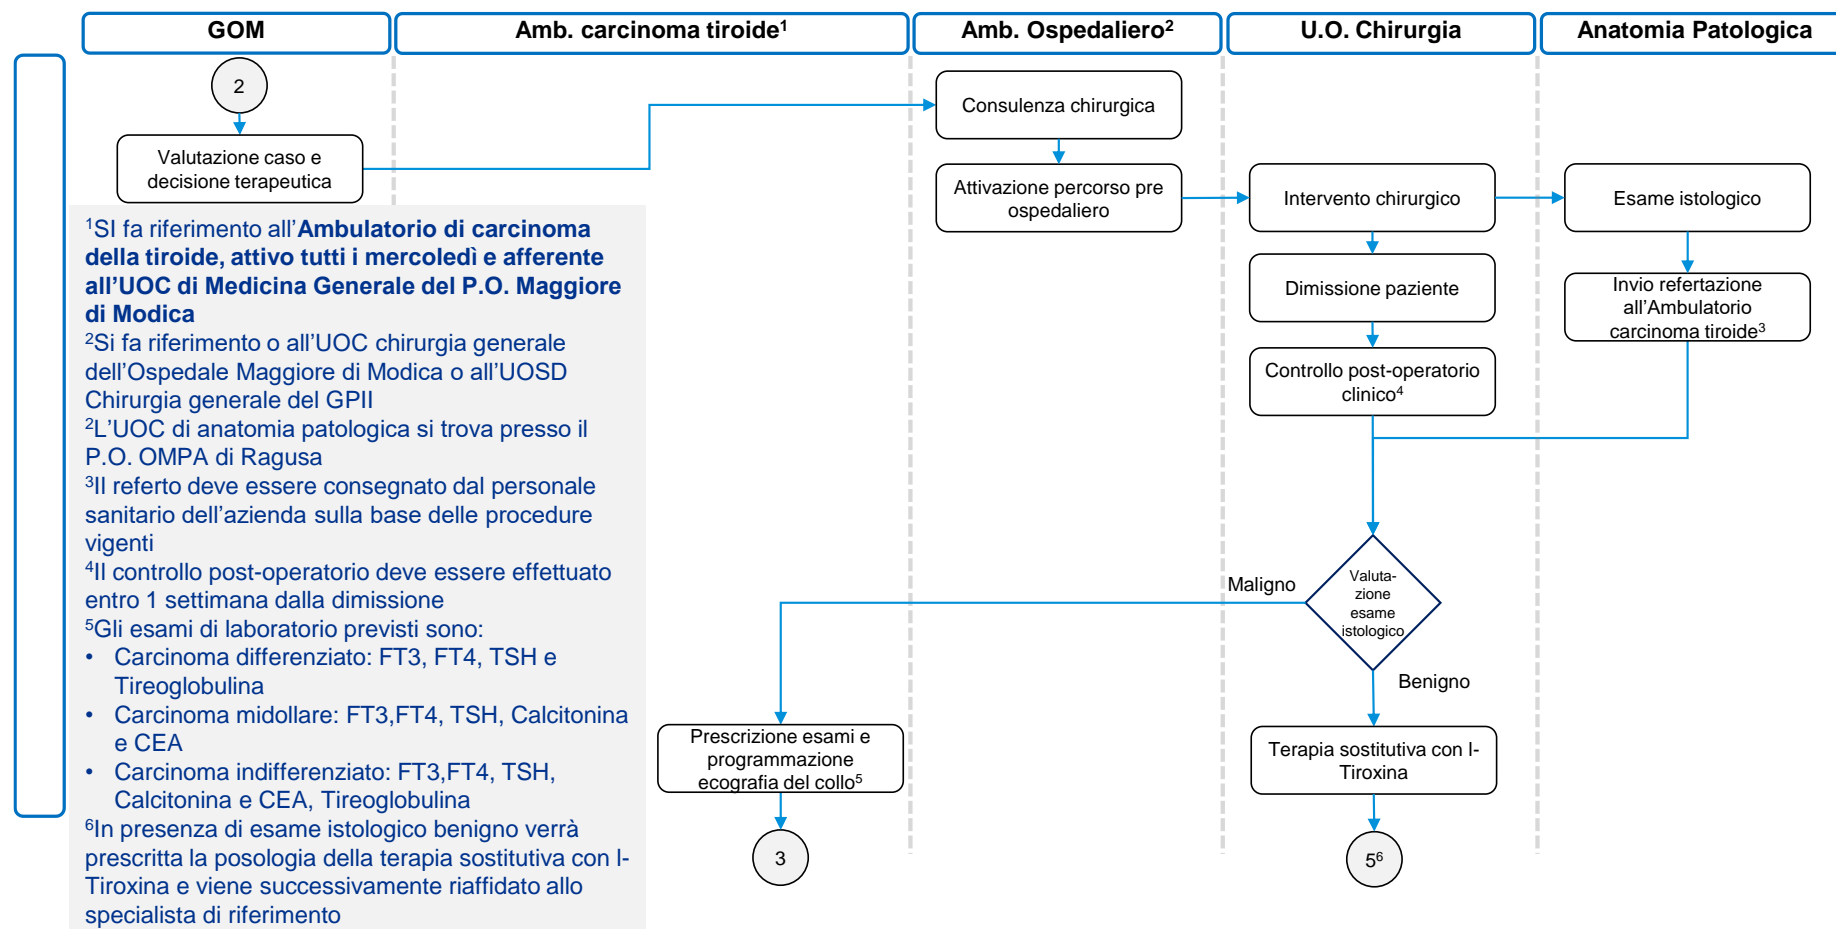 GOM
Amb. carcinoma tiroide¹
Amb. Ospedaliero²
U.O. Chirurgia
Anatomia Patologica
2
Valutazione caso e
decisione terapeutica
Consulenza chirurgica
Attivazione percorso pre
ospedaliero
Intervento chirurgico
Esame istologico
Dimissione paziente
Invio refertazione
all'Ambulatorio
carcinoma tiroide³
Controllo post-operatorio
clinico⁴
Valuta-
zione
esame
istologico
Maligno
Benigno
Prescrizione esami e
programmazione
ecografia del collo⁵
Terapia sostitutiva con l-
Tiroxina
3
5⁶
¹SI fa riferimento all'Ambulatorio di carcinoma
della tiroide, attivo tutti i mercoledì e afferente
all'UOC di Medicina Generale del P.O. Maggiore
di Modica
²Si fa riferimento o all'UOC chirurgia generale
dell'Ospedale Maggiore di Modica o all'UOSD
Chirurgia generale del GPII
²L'UOC di anatomia patologica si trova presso il
P.O. OMPA di Ragusa
³Il referto deve essere consegnato dal personale
sanitario dell'azienda sulla base delle procedure
vigenti
⁴Il controllo post-operatorio deve essere effettuato
entro 1 settimana dalla dimissione
⁵Gli esami di laboratorio previsti sono:
• Carcinoma differenziato: FT3, FT4, TSH e
Tireoglobulina
• Carcinoma midollare: FT3,FT4, TSH, Calcitonina
e CEA
• Carcinoma indifferenziato: FT3,FT4, TSH,
Calcitonina e CEA, Tireoglobulina
⁶In presenza di esame istologico benigno verrà
prescritta la posologia della terapia sostitutiva con l-
Tiroxina e viene successivamente riaffidato allo
specialista di riferimento